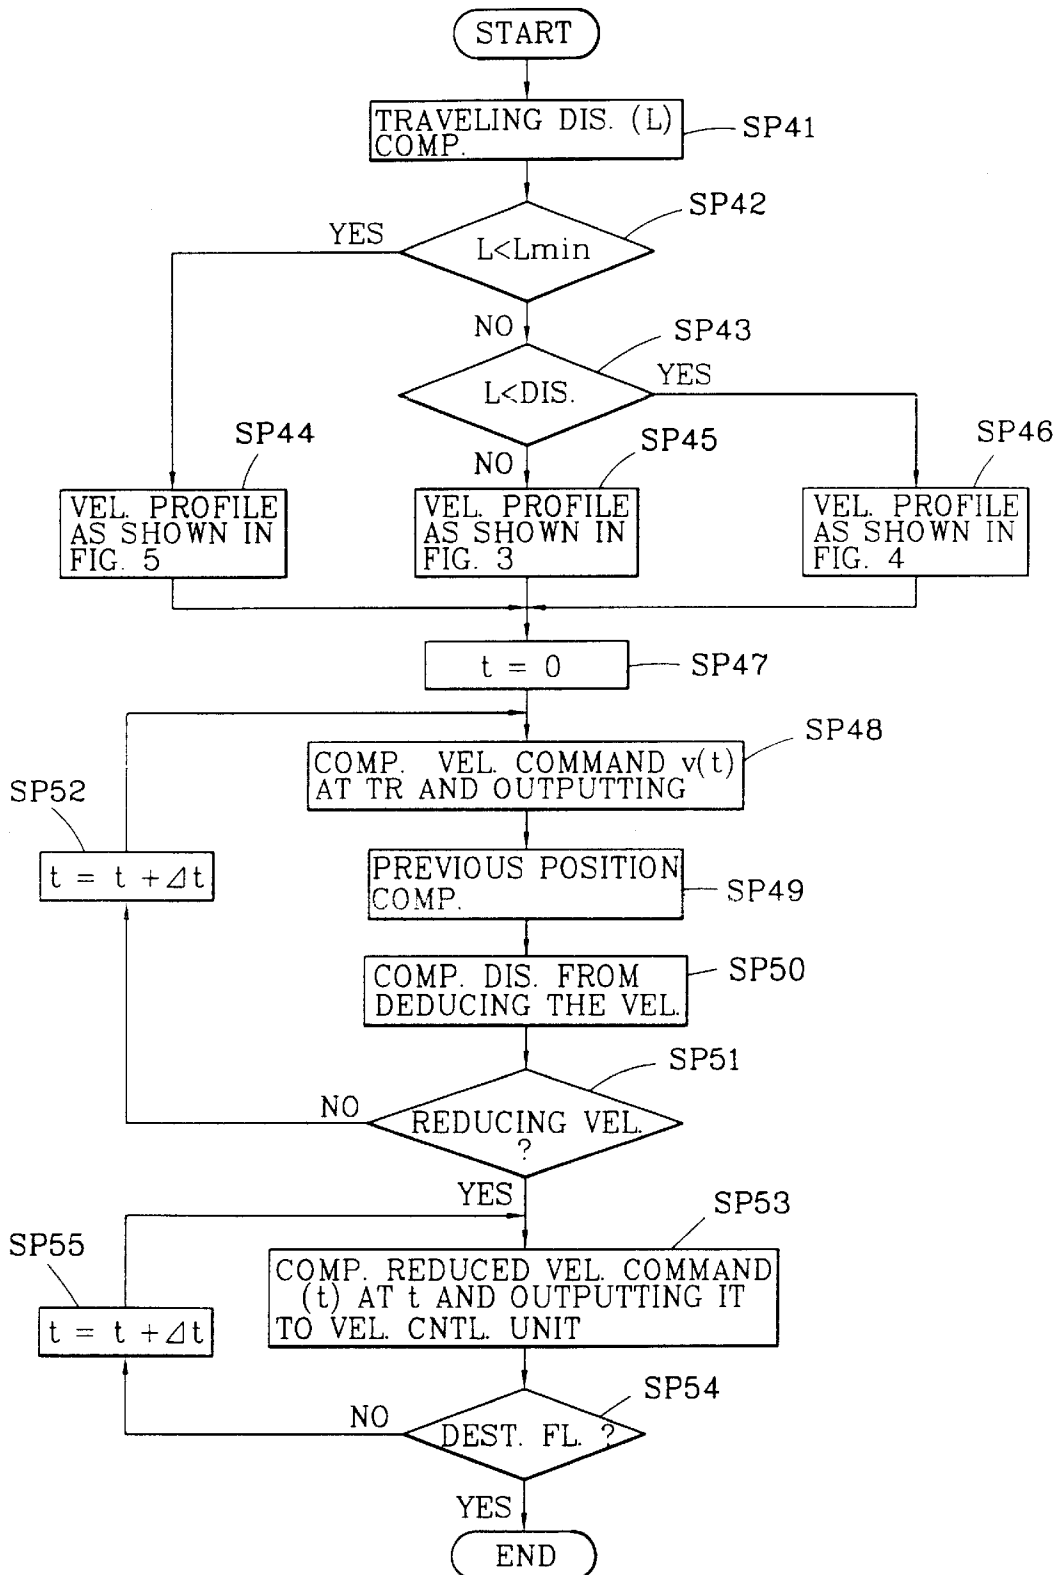 START
TRAVELING DIS. (L)
COMP.
SP41
SP42
YES
L<Lmin
NO
SP43
L<DIS.
YES
SP44
NO
SP45
SP46
VEL. PROFILE
AS SHOWN IN
FIG. 5
VEL. PROFILE
AS SHOWN IN
FIG. 3
VEL. PROFILE
AS SHOWN IN
FIG. 4
t = 0
SP47
SP48
COMP. VEL. COMMAND v(t)
AT TR AND OUTPUTTING
SP52
t = t + ⊿t
PREVIOUS POSITION
COMP.
SP49
COMP. DIS. FROM
DEDUCING THE VEL.
SP50
SP51
NO
REDUCING VEL.
?
YES
SP53
SP55
COMP. REDUCED VEL. COMMAND
(t) AT t AND OUTPUTTING IT
TO VEL. CNTL. UNIT
t = t + ⊿t
SP54
NO
DEST. FL. ?
YES
END